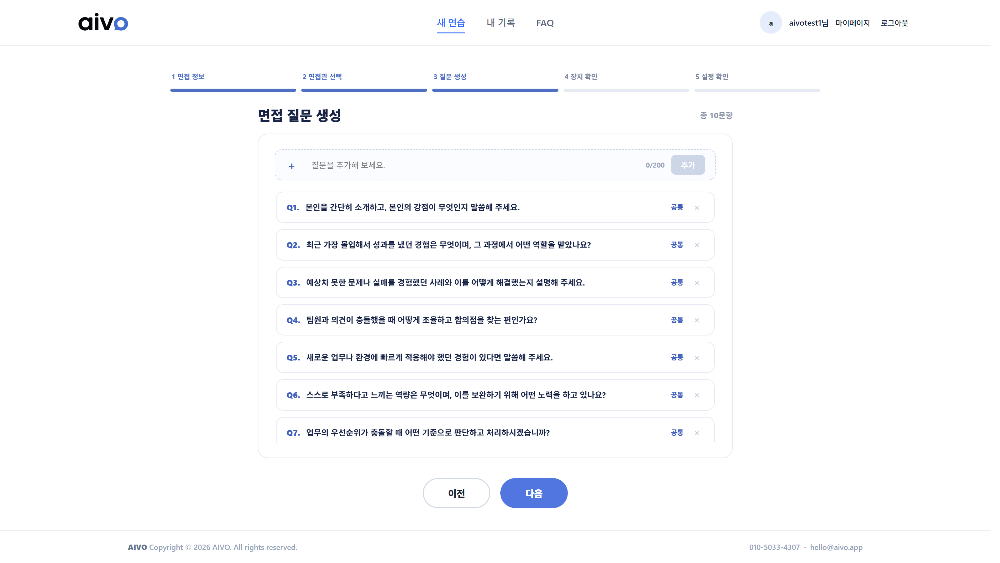 aivo
새 연습 내 기록 FAQ
a aivotest1님 마이페이지 로그아웃
1 면접 정보 2 면접관 선택 3 질문 생성 4 장치 확인 5 설정 확인
면접 질문 생성 총 10문항
+ 질문을 추가해 보세요. 0/200 추가
Q1. 본인을 간단히 소개하고, 본인의 강점이 무엇인지 말씀해 주세요. 공통 ×
Q2. 최근 가장 몰입해서 성과를 냈던 경험은 무엇이며, 그 과정에서 어떤 역할을 맡았나요? 공통 ×
Q3. 예상치 못한 문제나 실패를 경험했던 사례와 이를 어떻게 해결했는지 설명해 주세요. 공통 ×
Q4. 팀원과 의견이 충돌했을 때 어떻게 조율하고 합의점을 찾는 편인가요? 공통 ×
Q5. 새로운 업무나 환경에 빠르게 적응해야 했던 경험이 있다면 말씀해 주세요. 공통 ×
Q6. 스스로 부족하다고 느끼는 역량은 무엇이며, 이를 보완하기 위해 어떤 노력을 하고 있나요? 공통 ×
Q7. 업무의 우선순위가 충돌할 때 어떤 기준으로 판단하고 처리하시겠습니까? 공통 ×
이전 다음
AIVO Copyright © 2026 AIVO. All rights reserved. 010-5033-4307 · hello@aivo.app